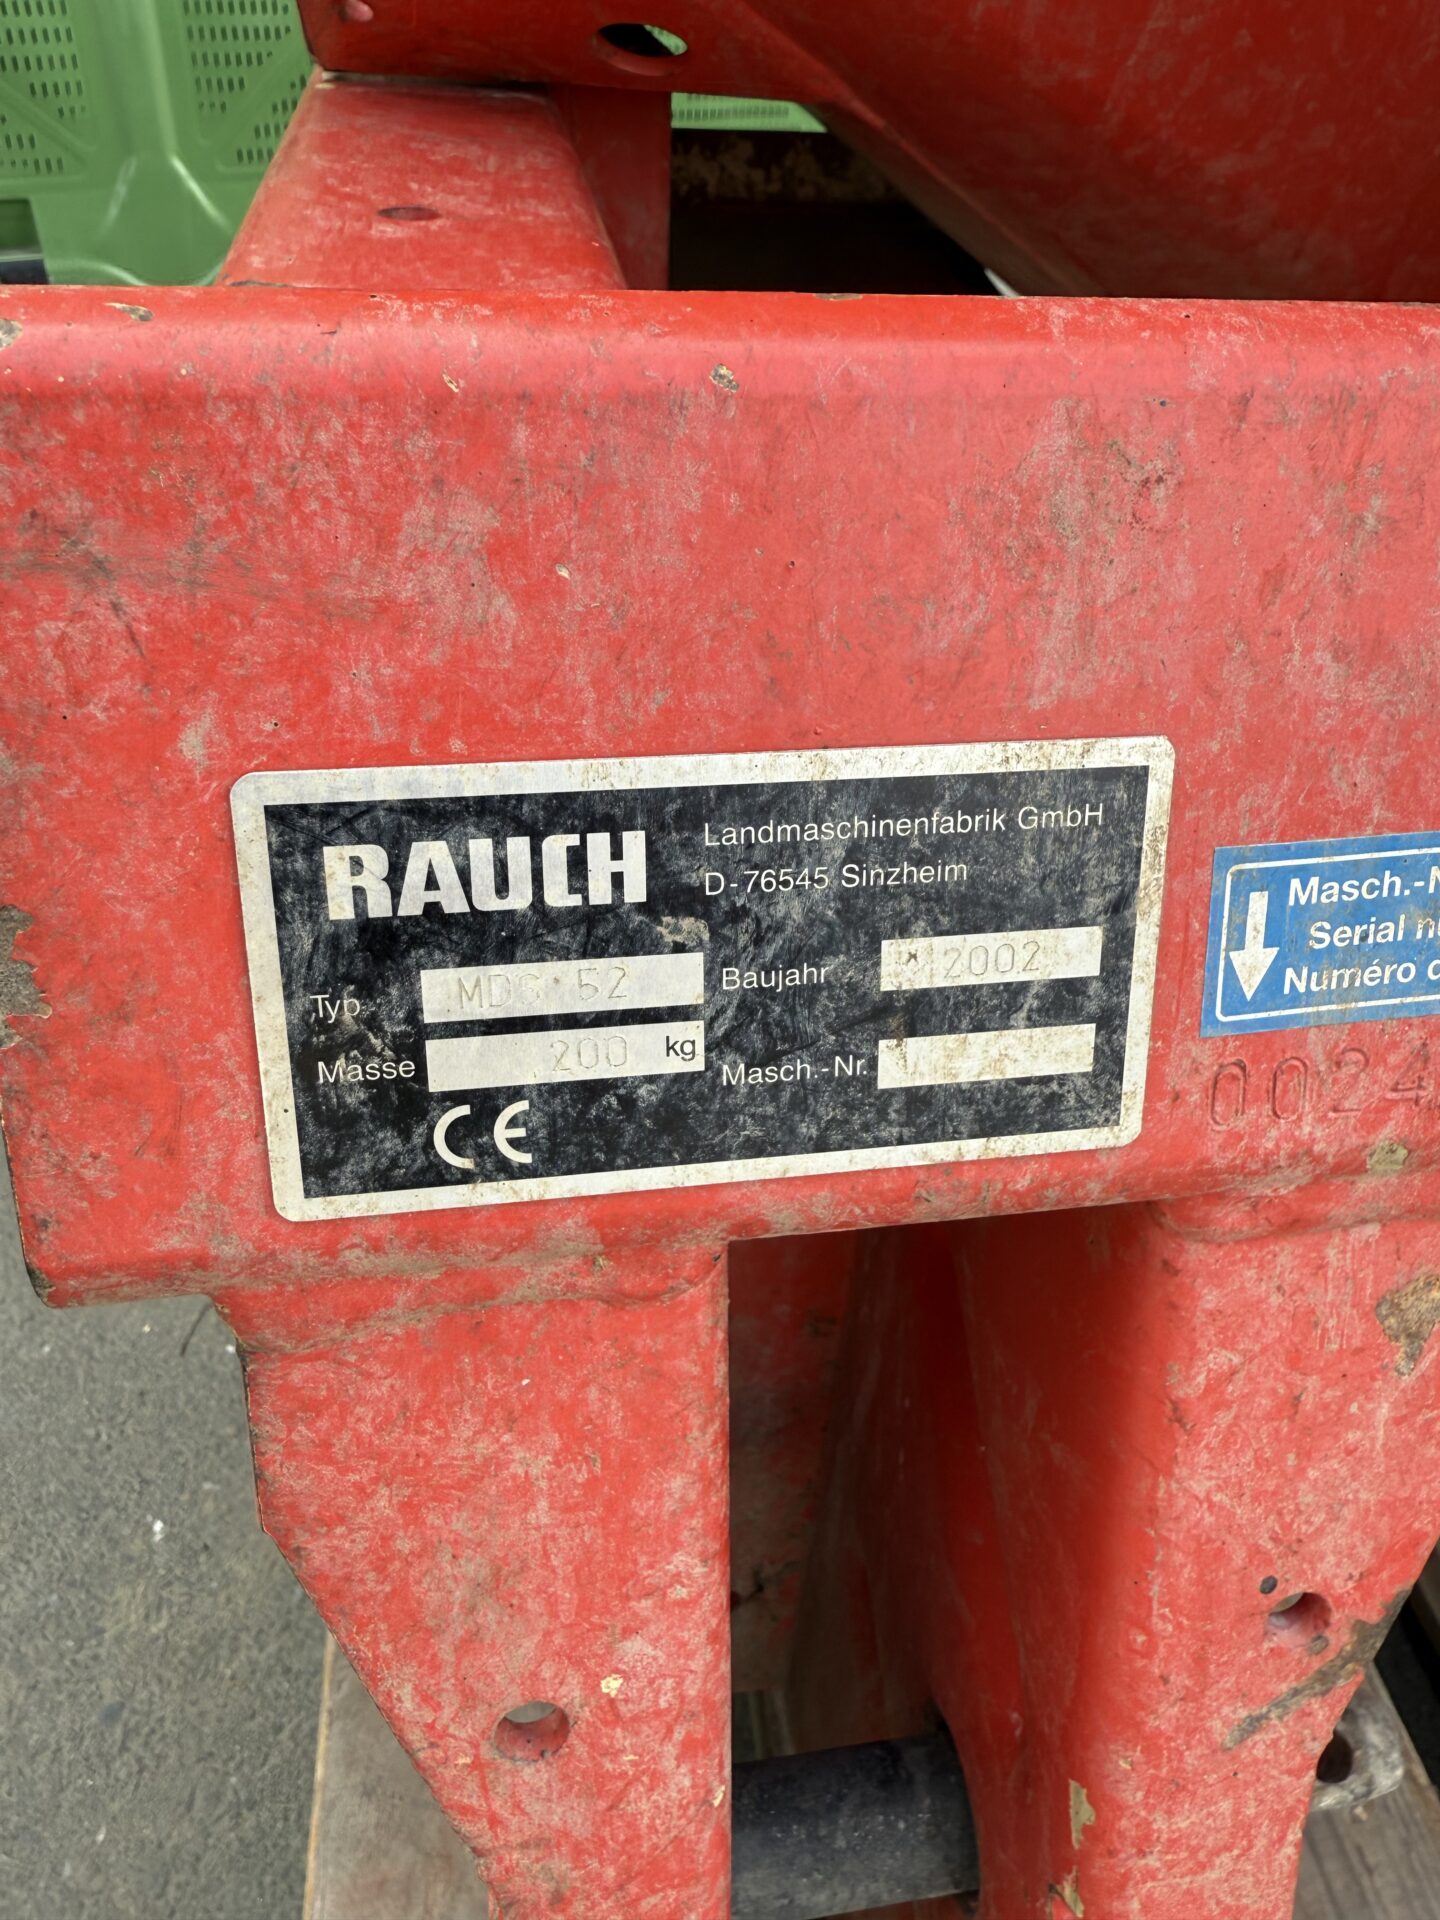 RAUCH
Landmaschinenfabrik GmbH
D-76545 Sinzheim
Typ MDS 52
Baujahr 2002
Masse 200 kg
Masch.-Nr.
CE
Masch.-N
Serial
Numéro d
0024